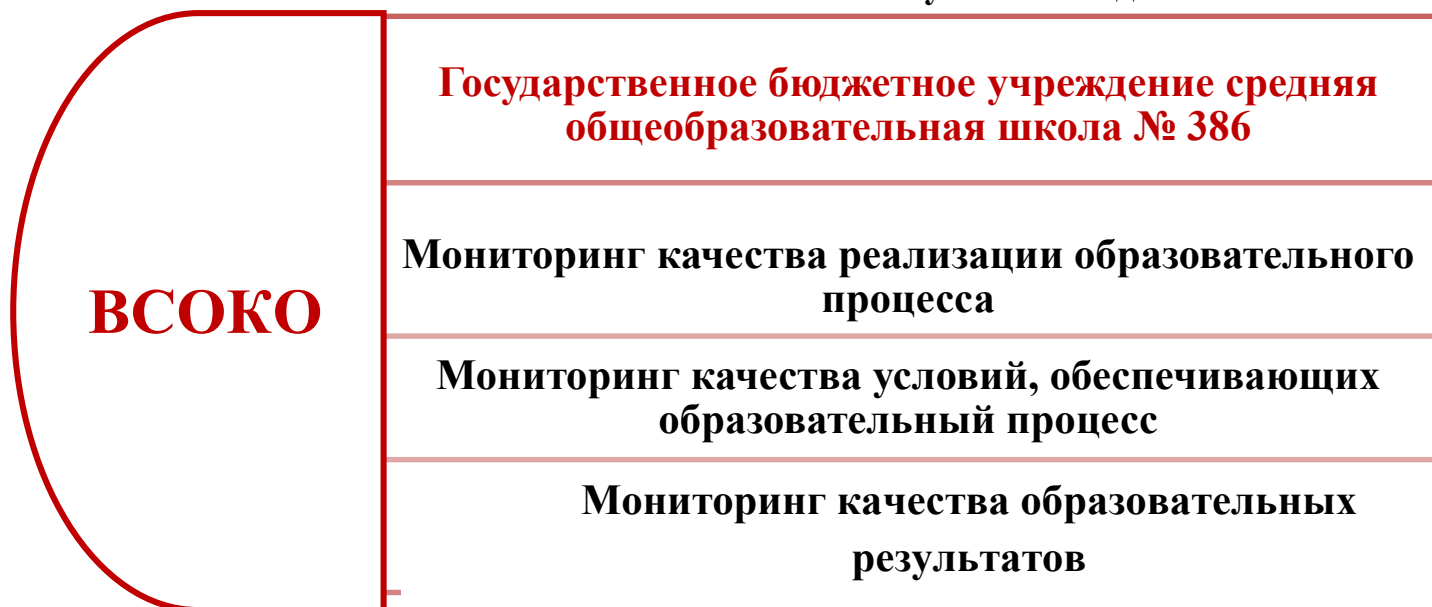 Государственное бюджетное учреждение средняя
общеобразовательная школа № 386
ВСОКО
Мониторинг качества реализации образовательного
процесса
Мониторинг качества условий, обеспечивающих
образовательный процесс
Мониторинг качества образовательных
результатов